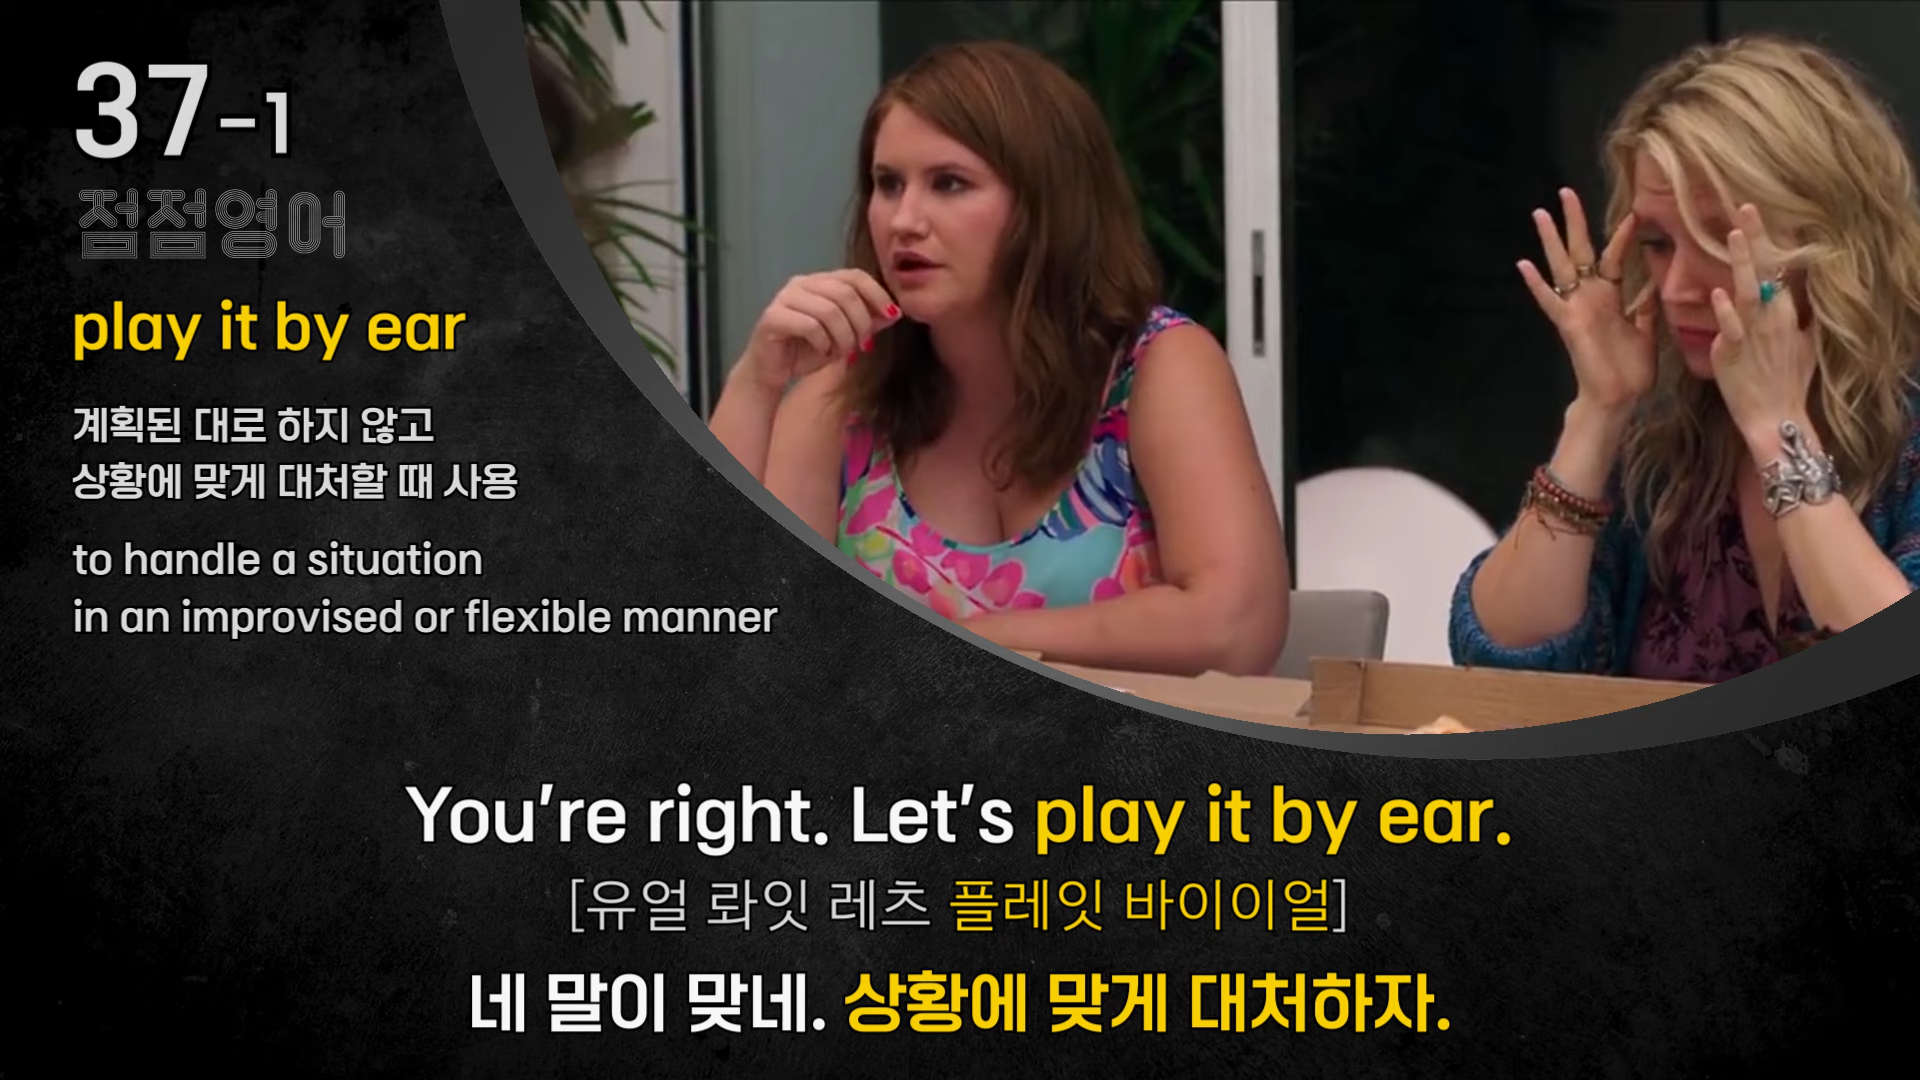 37-1
점점영어
play it by ear
계획된 대로 하지 않고
상황에 맞게 대처할 때 사용
to handle a situation
in an improvised or flexible manner
You're right. Let's play it by ear.
[유얼 롸잇 레츠 플레잇 바이이얼]
네 말이 맞네. 상황에 맞게 대처하자.